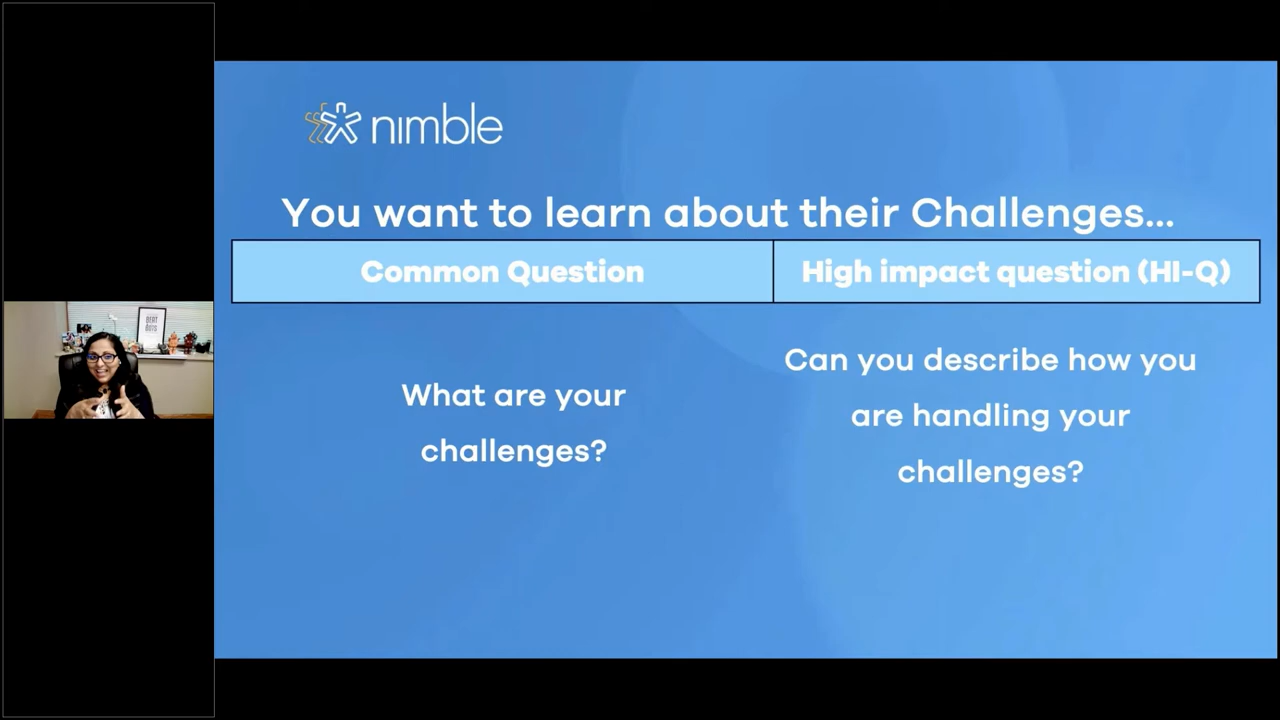 nimble
You want to learn about their Challenges...
Common Question
High impact question (HI-Q)
What are your
challenges?
Can you describe how you
are handling your
challenges?